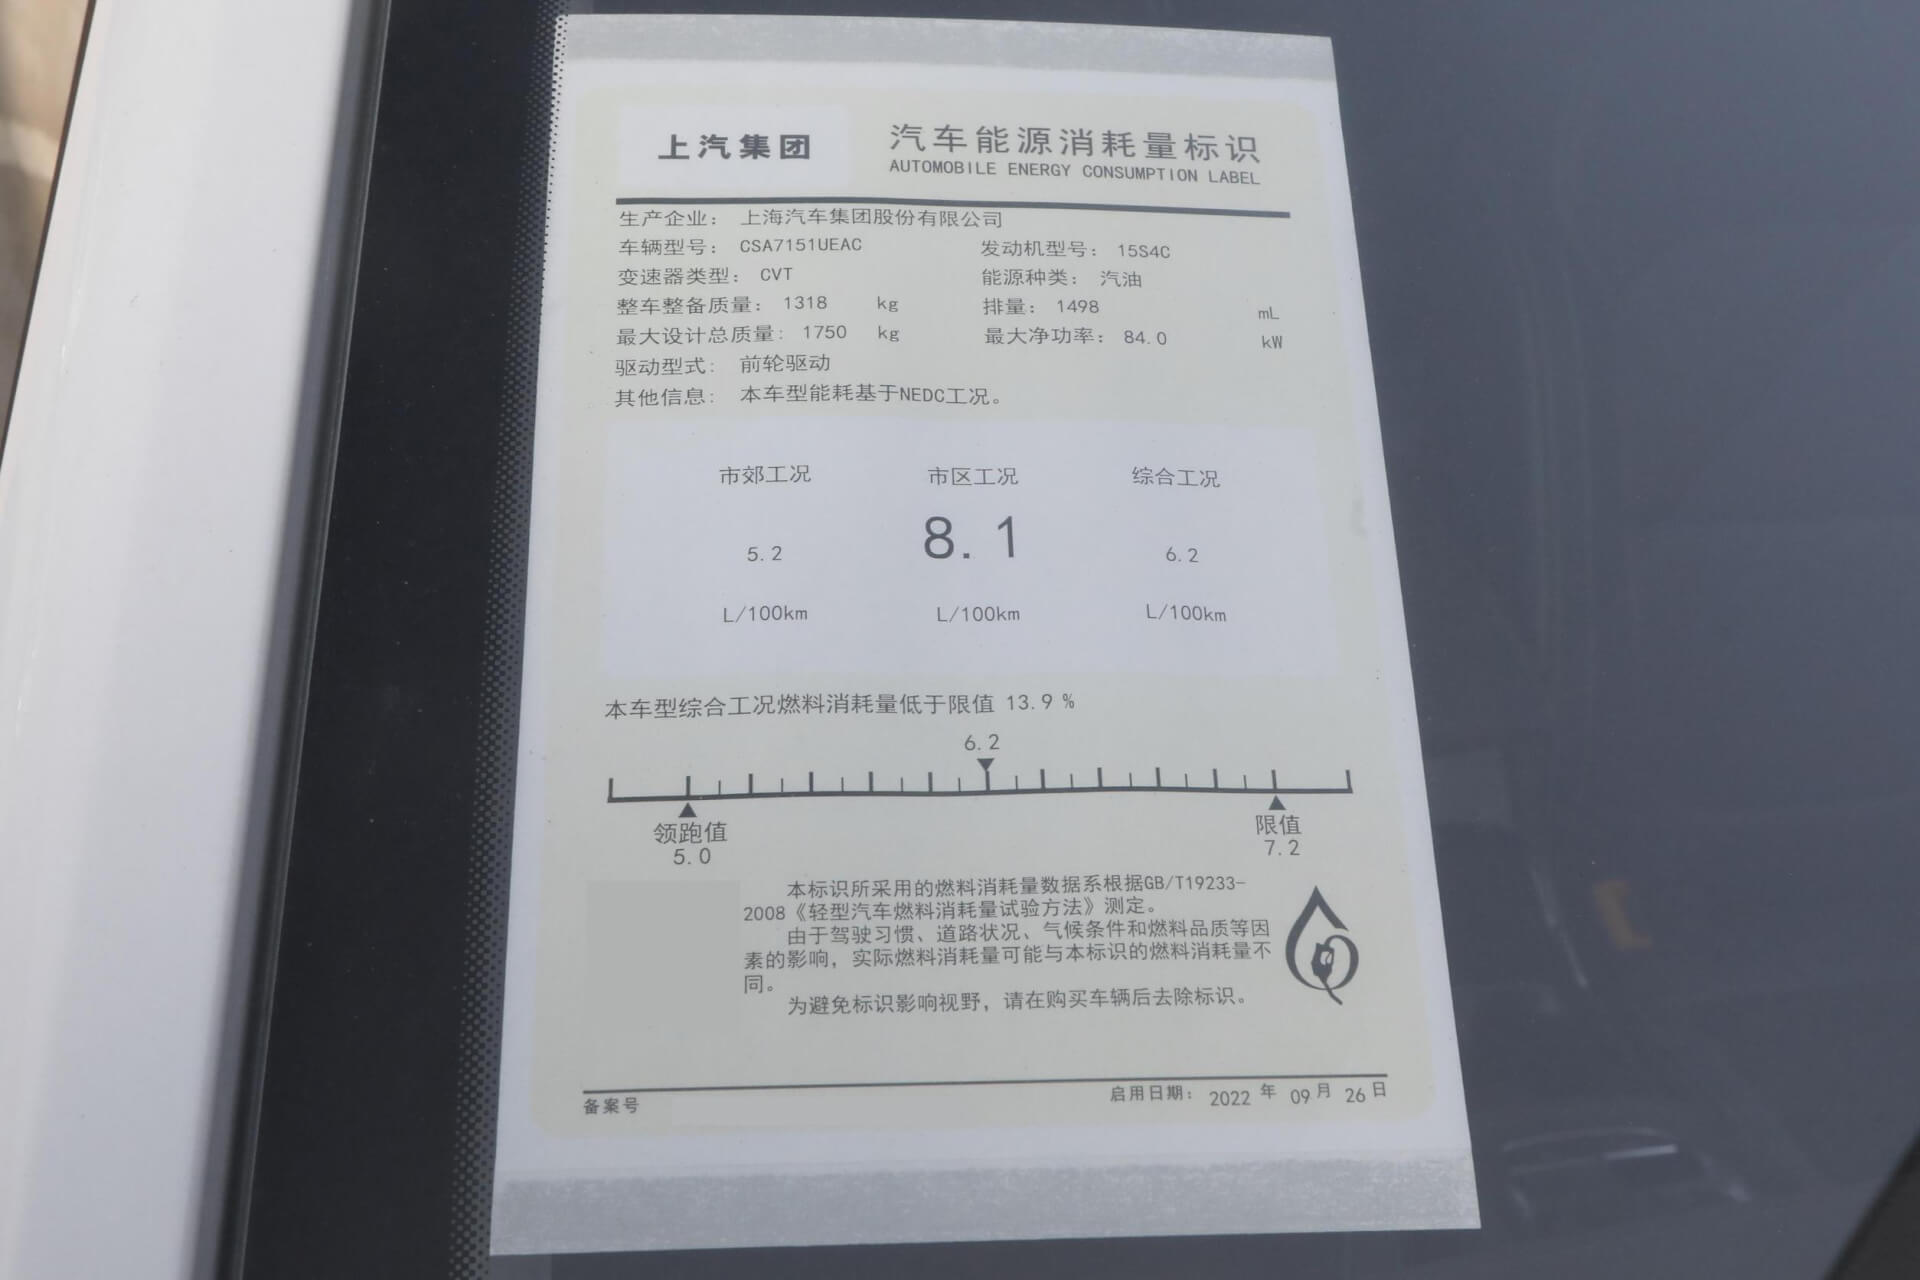 上汽集团 汽车能源消耗量标识
AUTOMOBILE ENERGY CONSUMPTION LABEL
生产企业： 上海汽车集团股份有限公司
车辆型号： CSA7151UEAC 发动机型号： 15S4C
变速器类型： CVT 能源种类： 汽油
整车整备质量： 1318 kg 排量： 1498 mL
最大设计总质量： 1750 kg 最大净功率： 84.0 kW
驱动型式： 前轮驱动
其他信息： 本车型能耗基于NEDC工况。
市郊工况 市区工况 综合工况
5.2 8.1 6.2
L/100km L/100km L/100km
本车型综合工况燃料消耗量低于限值 13.9 %
6.2
领跑值 限值
5.0 7.2
本标识所采用的燃料消耗量数据系根据GB/T19233-
2008《轻型汽车燃料消耗量试验方法》测定。
由于驾驶习惯、道路状况、气候条件和燃料品质等因
素的影响，实际燃料消耗量可能与本标识的燃料消耗量不
同。
为避免标识影响视野，请在购买车辆后去除标识。
备案号 启用日期： 2022 年 09 月 26 日